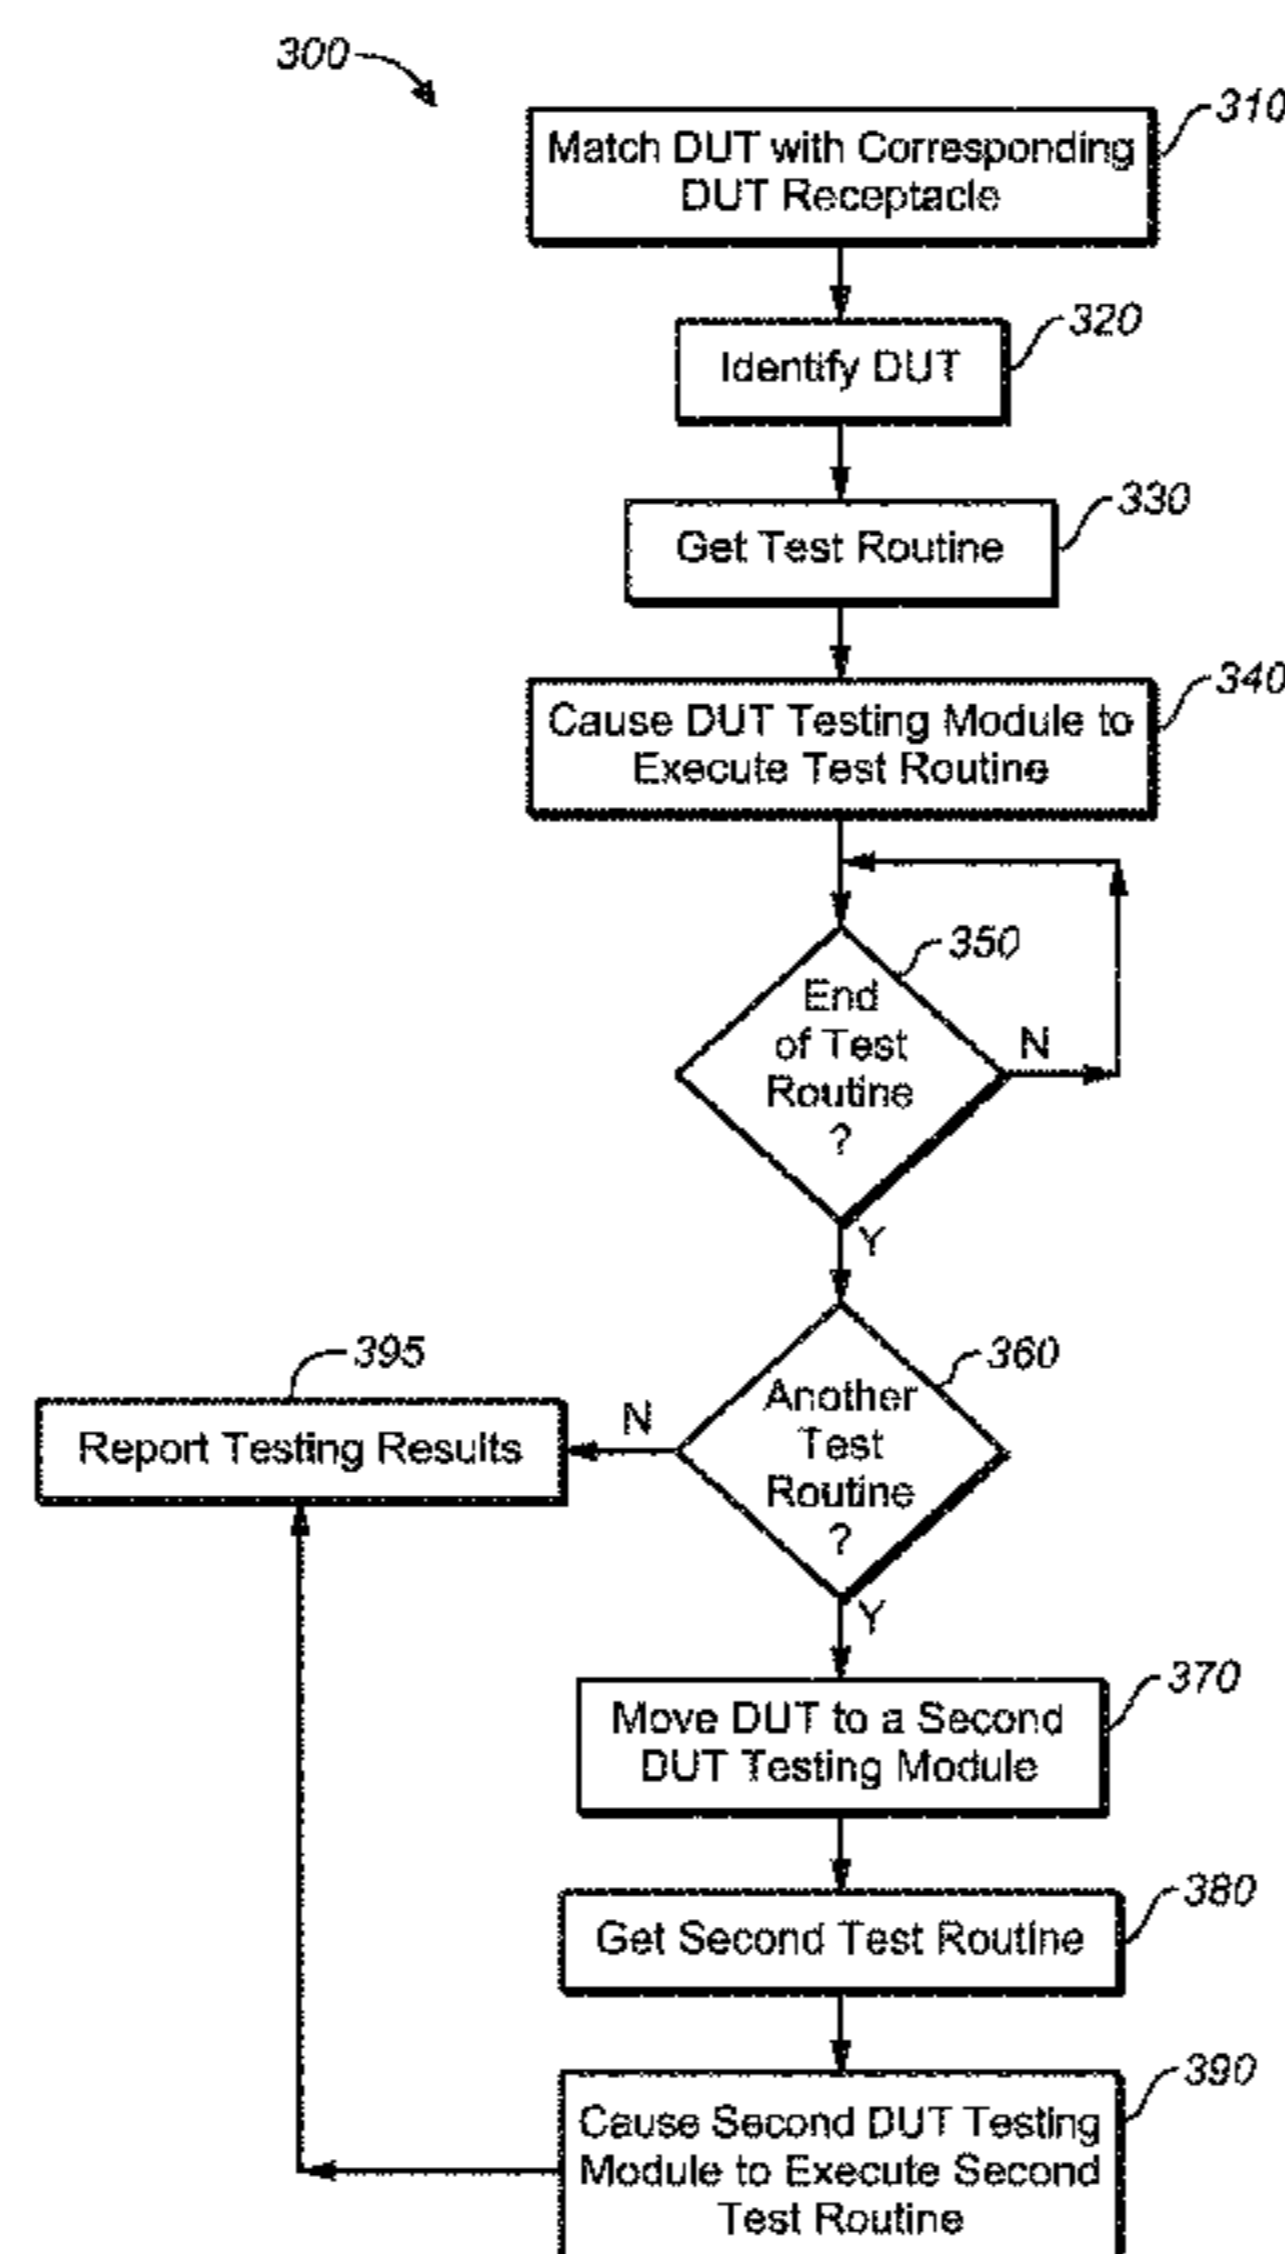 300
310
Match DUT with Corresponding
DUT Receptacle
320
Identify DUT
330
Get Test Routine
340
Cause DUT Testing Module to
Execute Test Routine
350
End
of Test
Routine
?
N
Y
395
360
Report Testing Results
N
Another
Test
Routine
?
Y
370
Move DUT to a Second
DUT Testing Module
380
Get Second Test Routine
390
Cause Second DUT Testing
Module to Execute Second
Test Routine